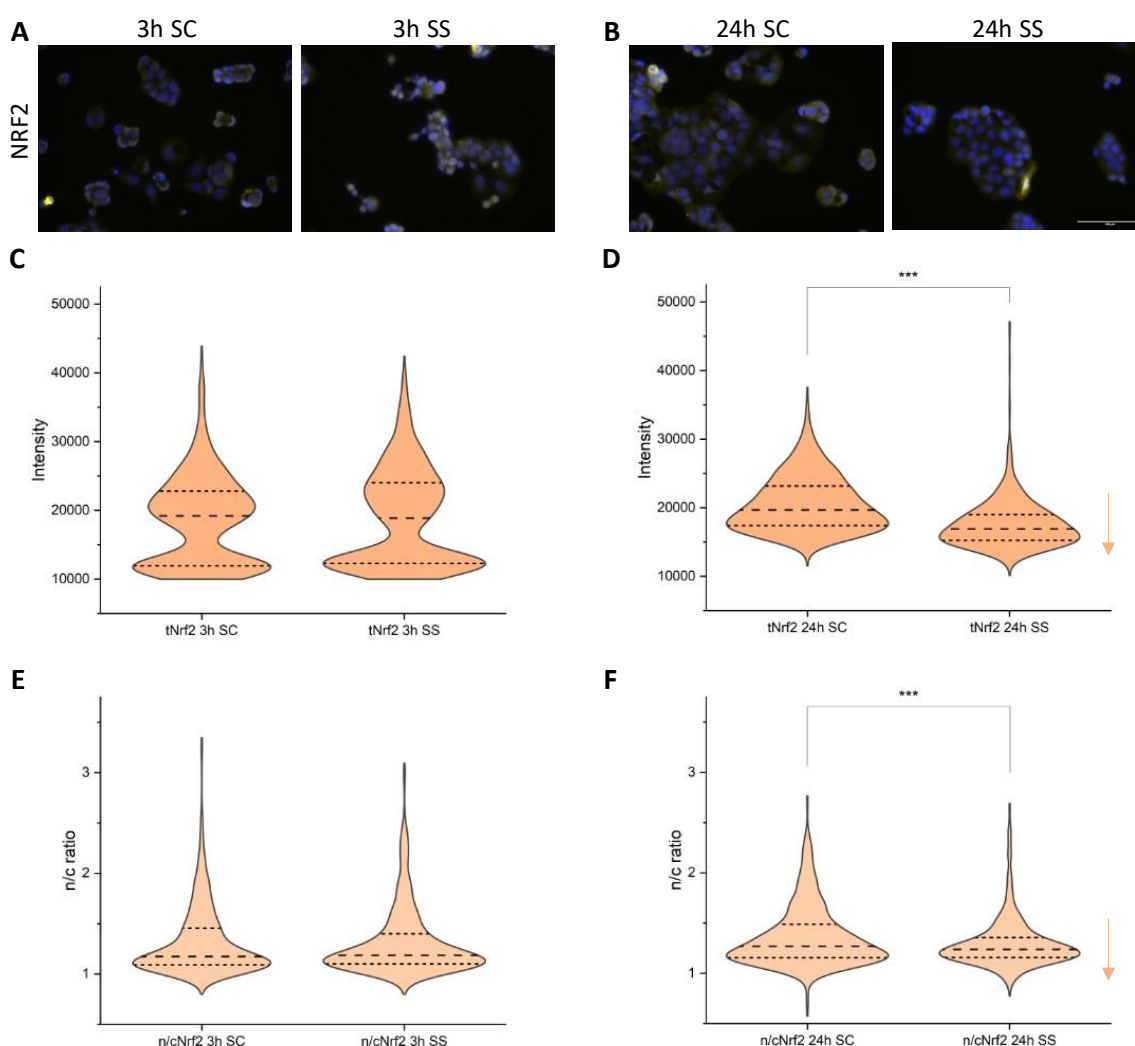 A
3h SC
3h SS
B
24h SC
24h SS
NRF2
C
50000
40000
30000
20000
10000
Intensity
tNrf2 3h SC
tNrf2 3h SS
D
***
50000
40000
30000
20000
10000
Intensity
tNrf2 24h SC
tNrf2 24h SS
E
3
2
1
n/c ratio
n/cNrf2 3h SC
n/cNrf2 3h SS
F
***
3
2
1
n/c ratio
n/cNrf2 24h SC
n/cNrf2 24h SS